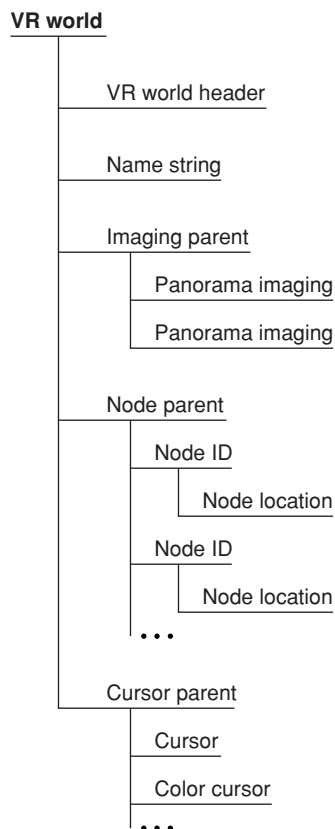 VR world
VR world header
Name string
Imaging parent
Panorama imaging
Panorama imaging
Node parent
Node ID
Node location
Node ID
Node location
...
Cursor parent
Cursor
Color cursor
...